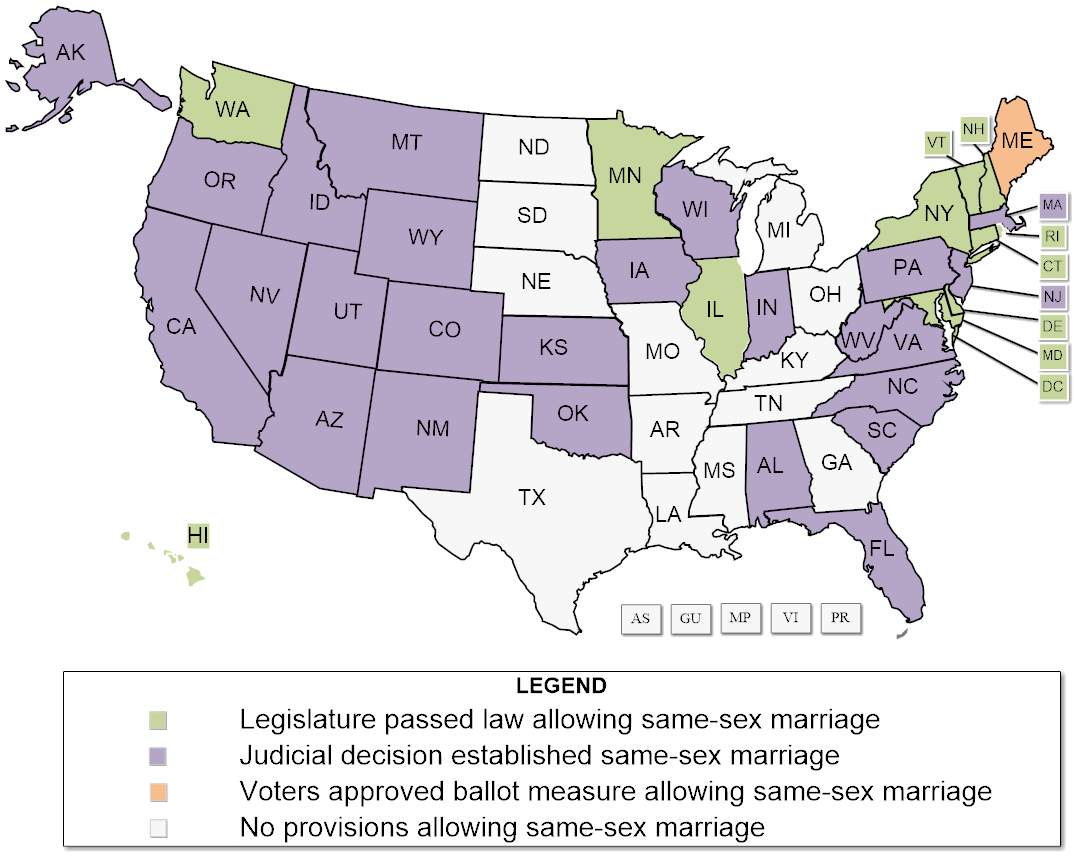 AK
WA
MT
ND
MN
VT
NH
ME
OR
ID
SD
WI
MI
NY
MA
WY
RI
IA
PA
CT
NV
UT
NE
IL
IN
OH
NJ
CA
CO
KS
MO
KY
WV
VA
DE
MD
DC
AZ
NM
OK
AR
TN
NC
SC
TX
LA
MS
AL
GA
HI
FL
AS GU MP VI PR
LEGEND
Legislature passed law allowing same-sex marriage
Judicial decision established same-sex marriage
Voters approved ballot measure allowing same-sex marriage
No provisions allowing same-sex marriage